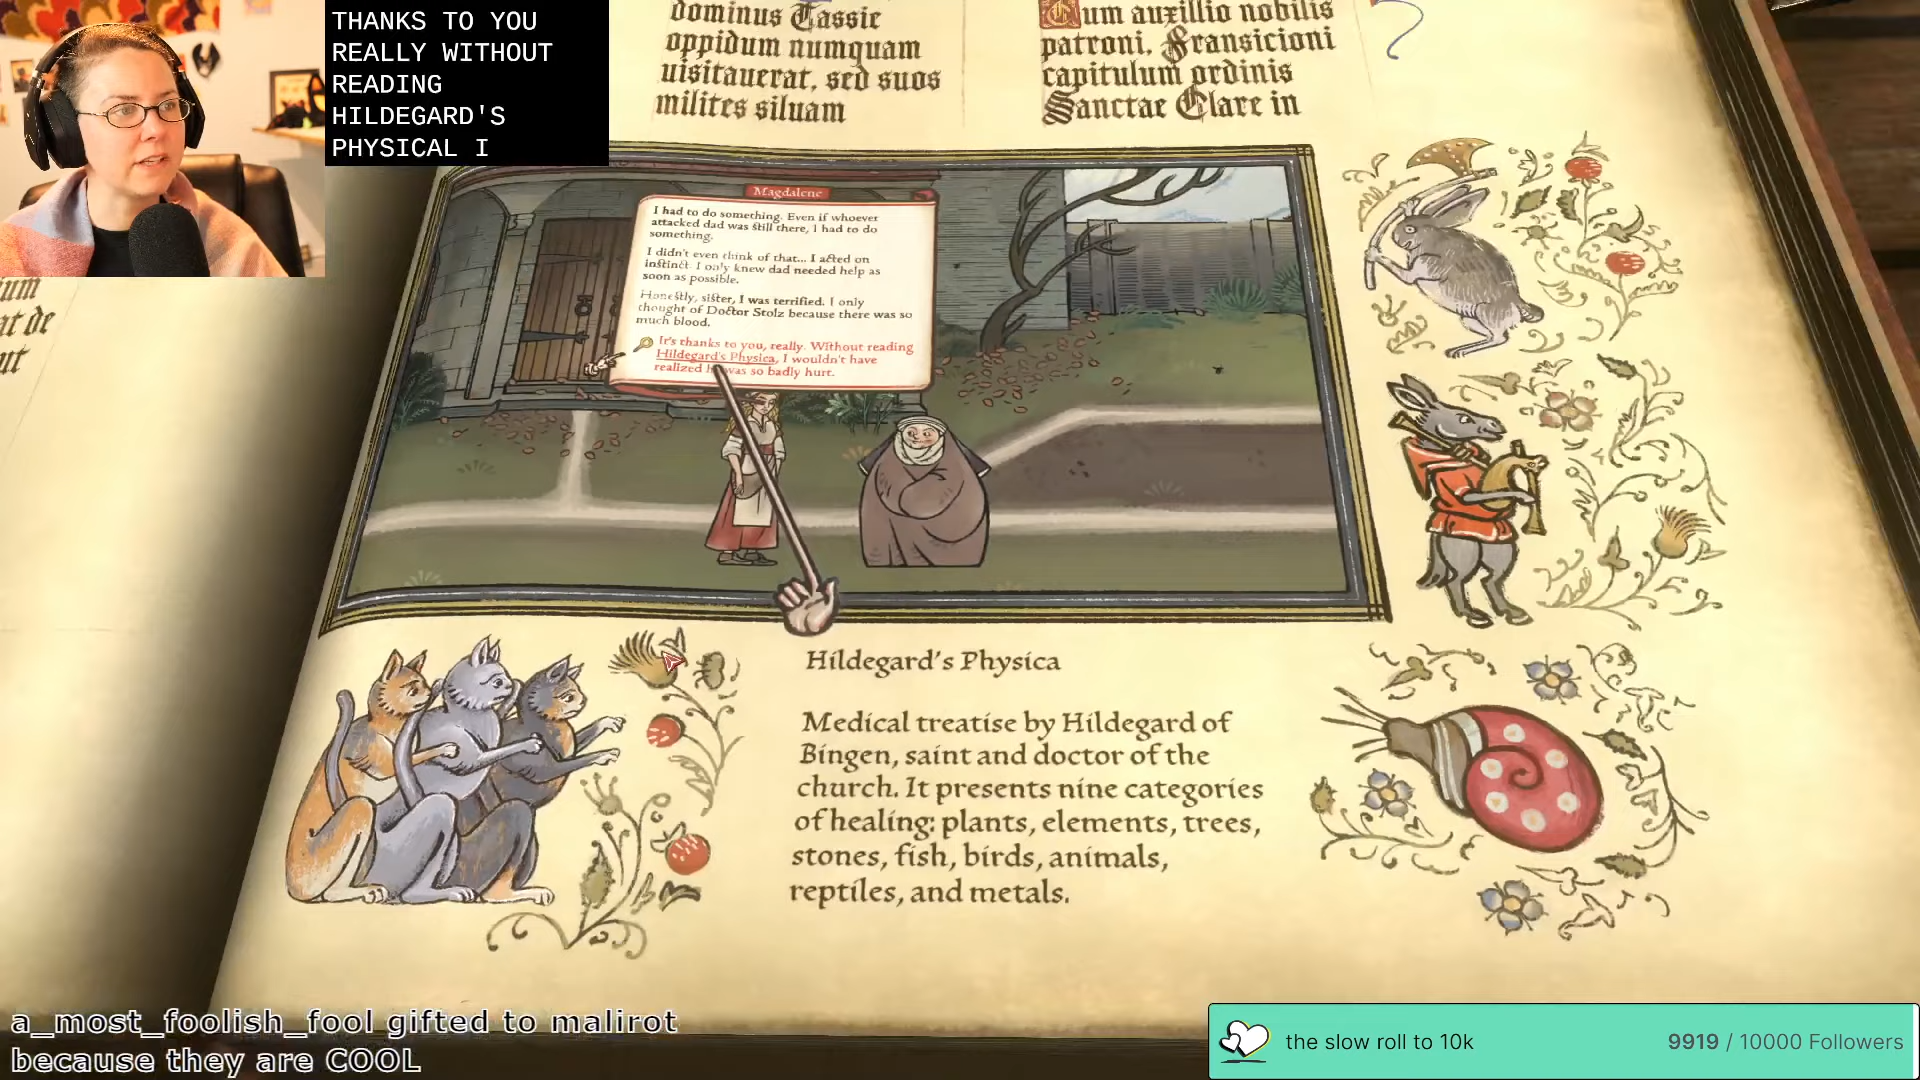 THANKS TO YOU
REALLY WITHOUT
READING
HILDEGARD'S
PHYSICAL I
dominus Cassie
oppidum numquam
uisitauerat, sed suos
milites siluam
Cum auxillio nobilis
patroni, Fransicioni
capitulum ordinis
Sanctae Clare in
um
at de
ut
Magdalene
I had to do something. Even if whoever
attacked dad was still there, I had to do
something.
I didn't even think of that... I acted on
instinct. I only knew dad needed help as
soon as possible.
Honestly, sister, I was terrified. I only
thought of Doctor Stolz because there was so
much blood.
It's thanks to you, really. Without reading
Hildegard's Physica, I wouldn't have
realized he was so badly hurt.
Hildegard's Physica
Medical treatise by Hildegard of
Bingen, saint and doctor of the
church. It presents nine categories
of healing: plants, elements, trees,
stones, fish, birds, animals,
reptiles, and metals.
a_most_foolish_fool gifted to malirot
because they are COOL
the slow roll to 10k
9919 / 10000 Followers